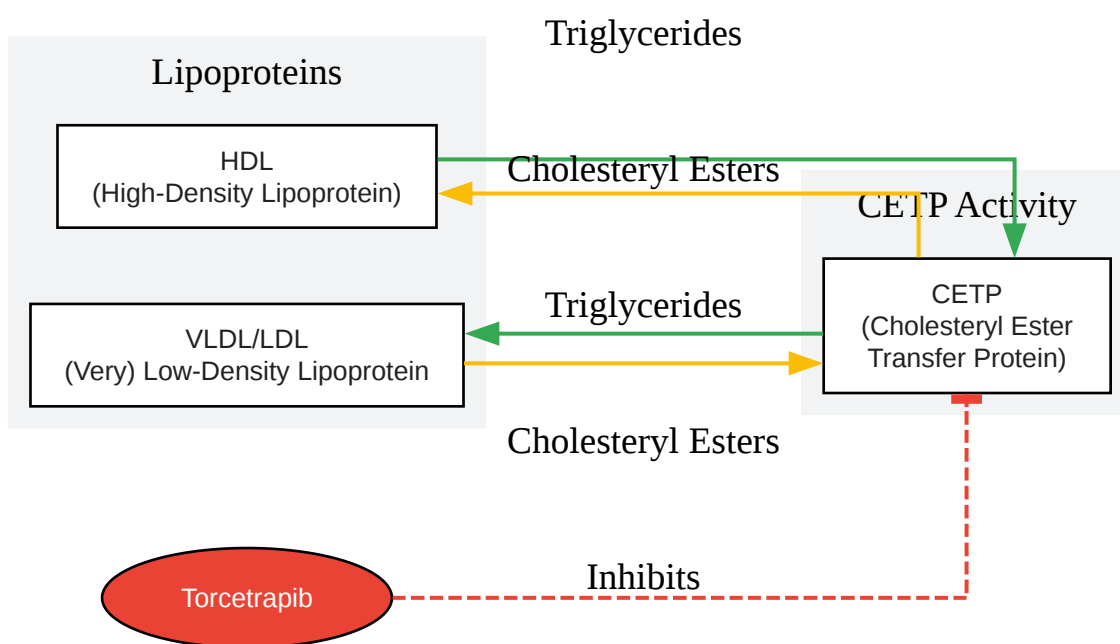 Triglycerides
Lipoproteins
HDL
(High-Density Lipoprotein)
Cholesteryl Esters
CETP Activity
CETP
(Cholesteryl Ester
Transfer Protein)
Triglycerides
VLDL/LDL
(Very) Low-Density Lipoprotein
Cholesteryl Esters
Inhibits
Torcetrapib